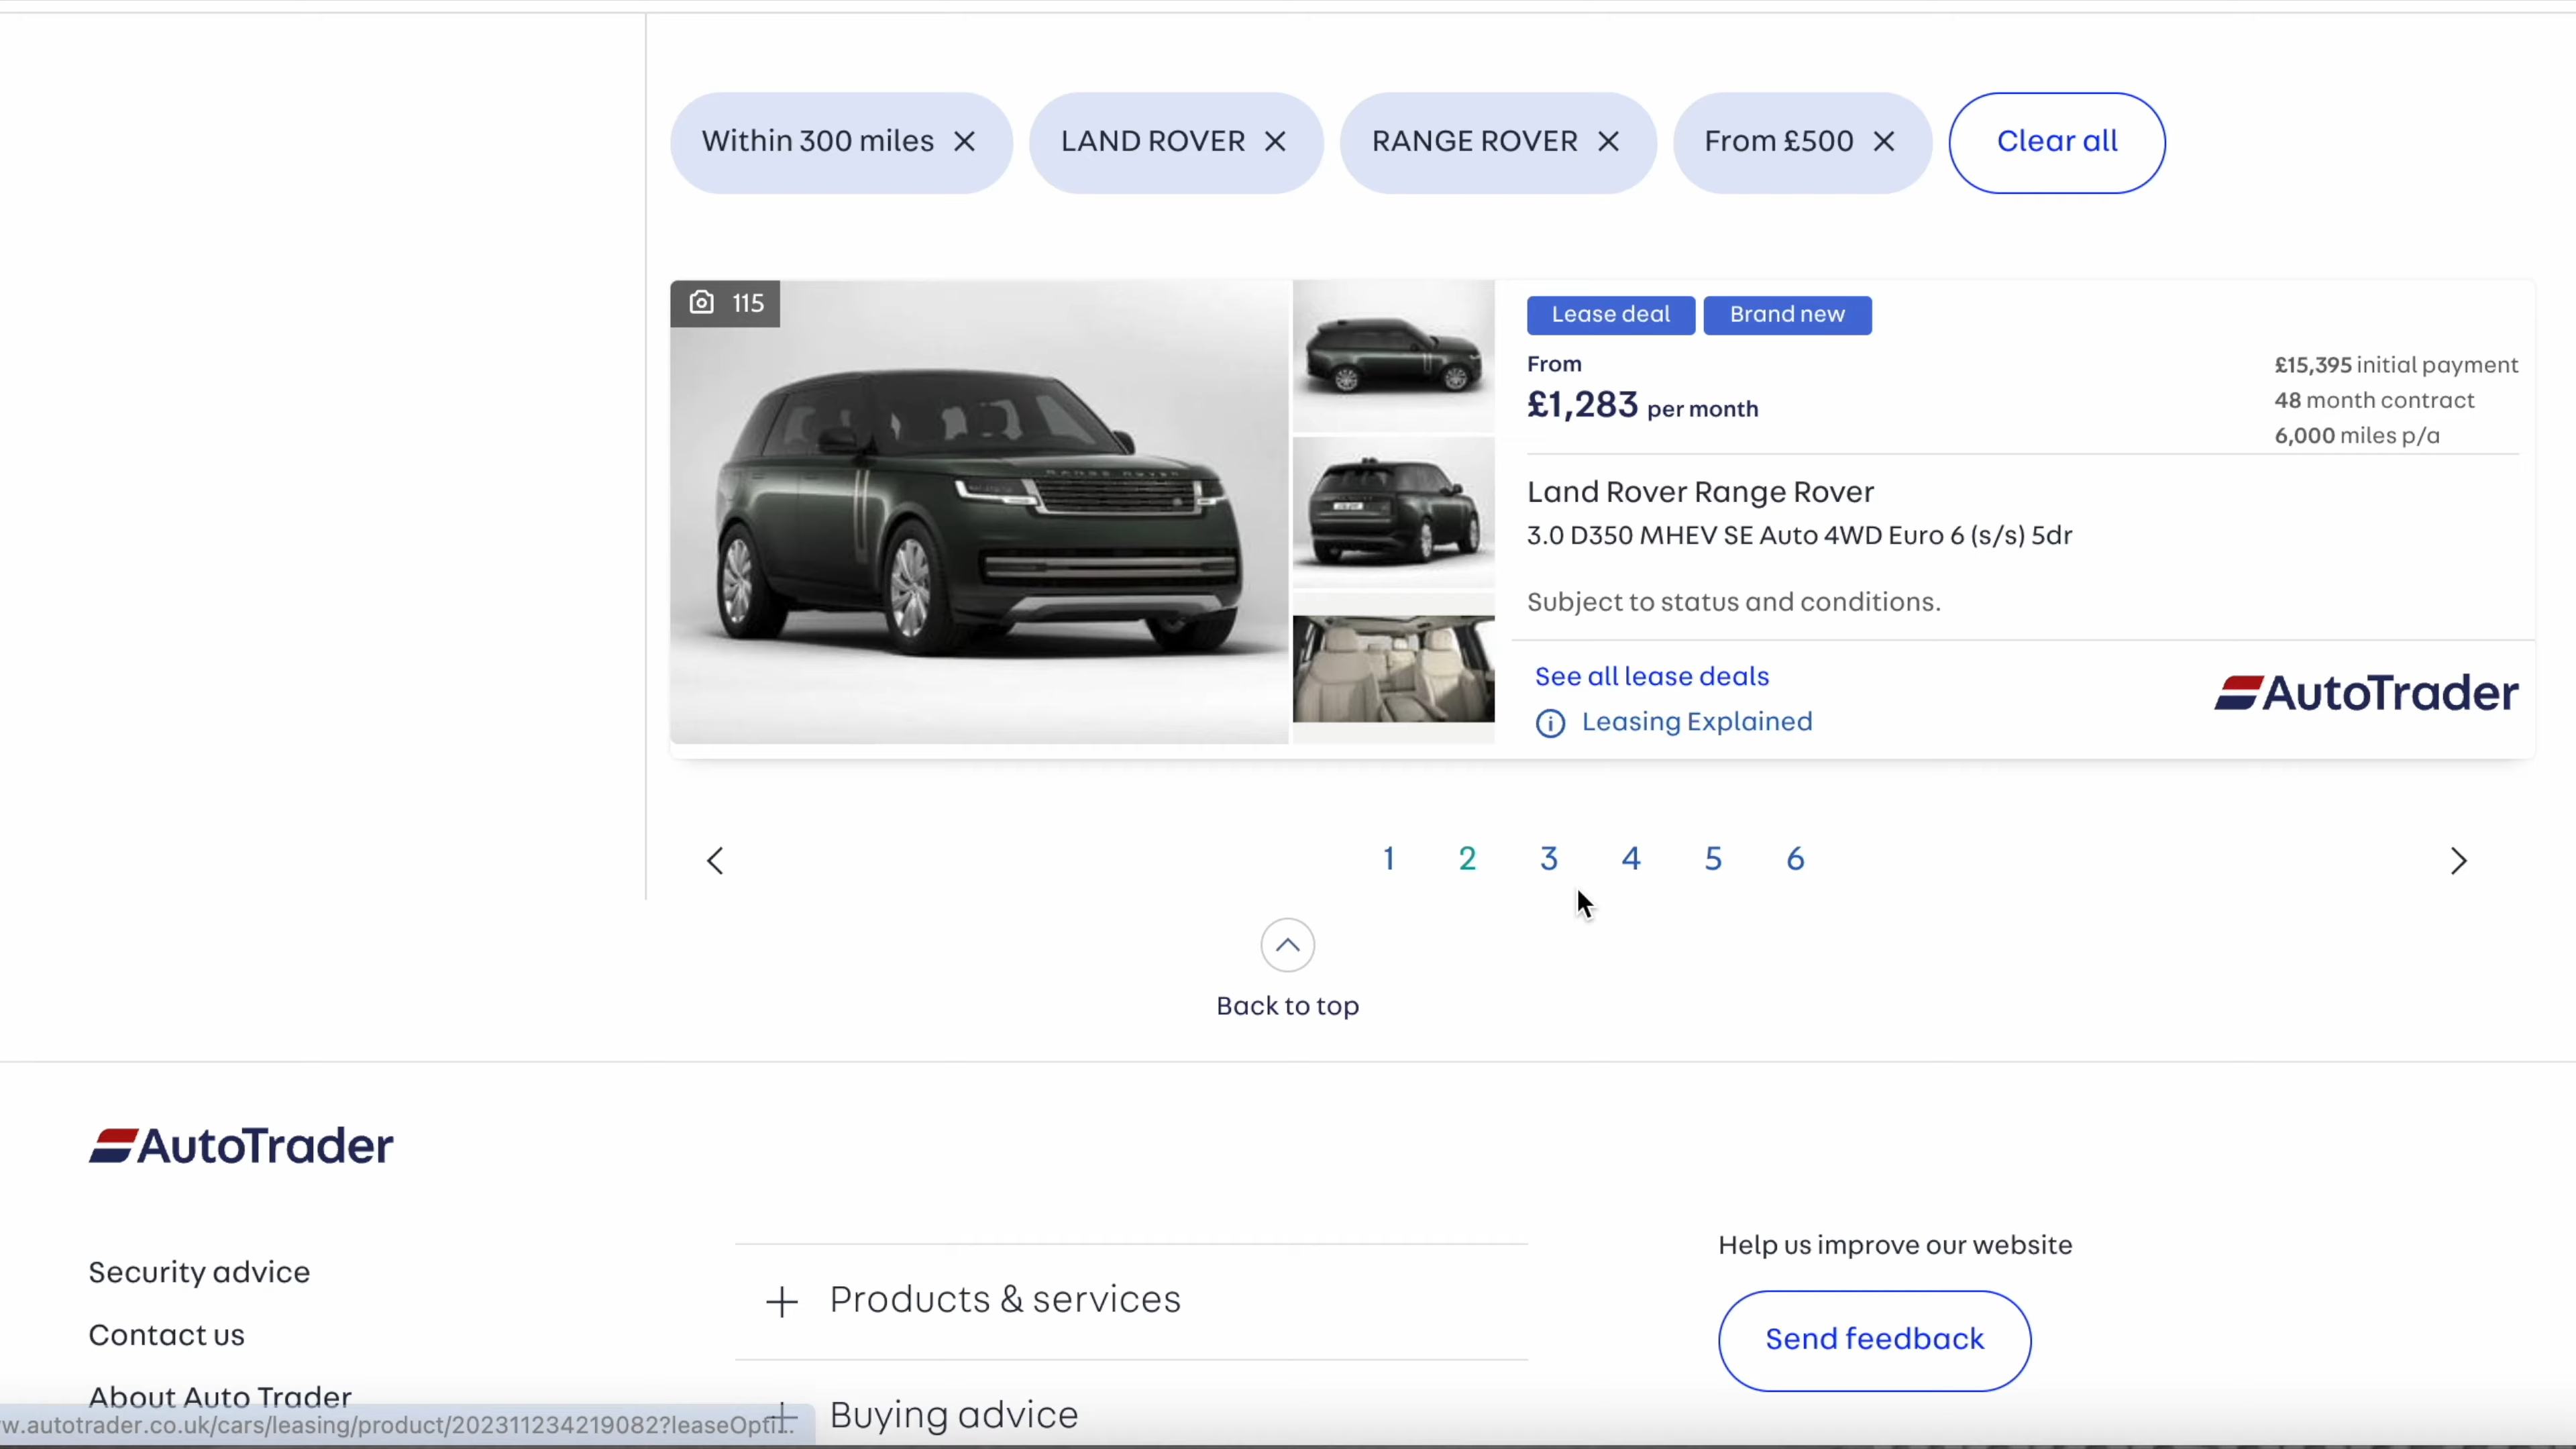 Within 300 miles
LAND ROVER
RANGE ROVER
From £500
Clear all
115
Lease deal
Brand new
From
£1,283 per month
£15,395 initial payment
48 month contract
6,000 miles p/a
Land Rover Range Rover
3.0 D350 MHEV SE Auto 4WD Euro 6 (s/s) 5dr
Subject to status and conditions.
See all lease deals
Leasing Explained
AutoTrader
RANGE ROVER
1 2 3 4 5 6
Back to top
AutoTrader
Security advice
Contact us
About Auto Trader
Products & services
Buying advice
Help us improve our website
Send feedback
w.autotrader.co.uk/cars/leasing/product/202311234219082?leaseOpti...